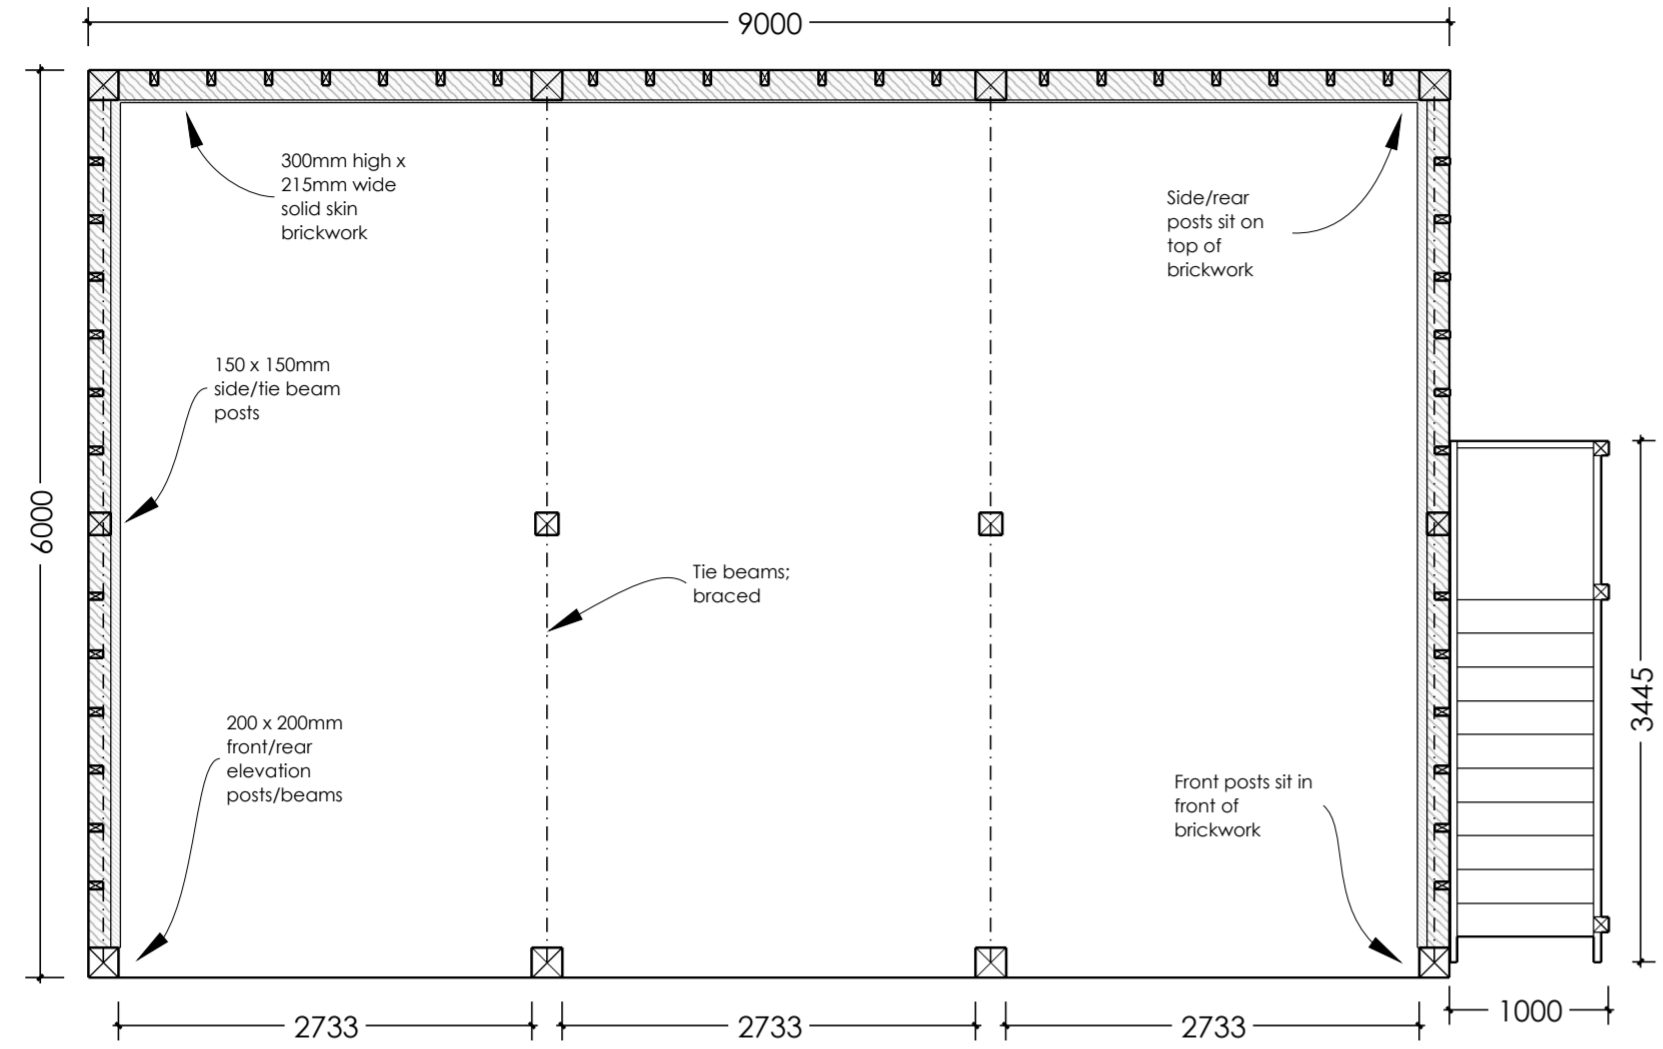 9000
300mm high x
215mm wide
solid skin
brickwork
Side/rear
posts sit on
top of
brickwork
150 x 150mm
side/tie beam
posts
6000
Tie beams;
braced
200 x 200mm
front/rear
elevation
posts/beams
Front posts sit in
front of
brickwork
3445
2733
2733
2733
1000